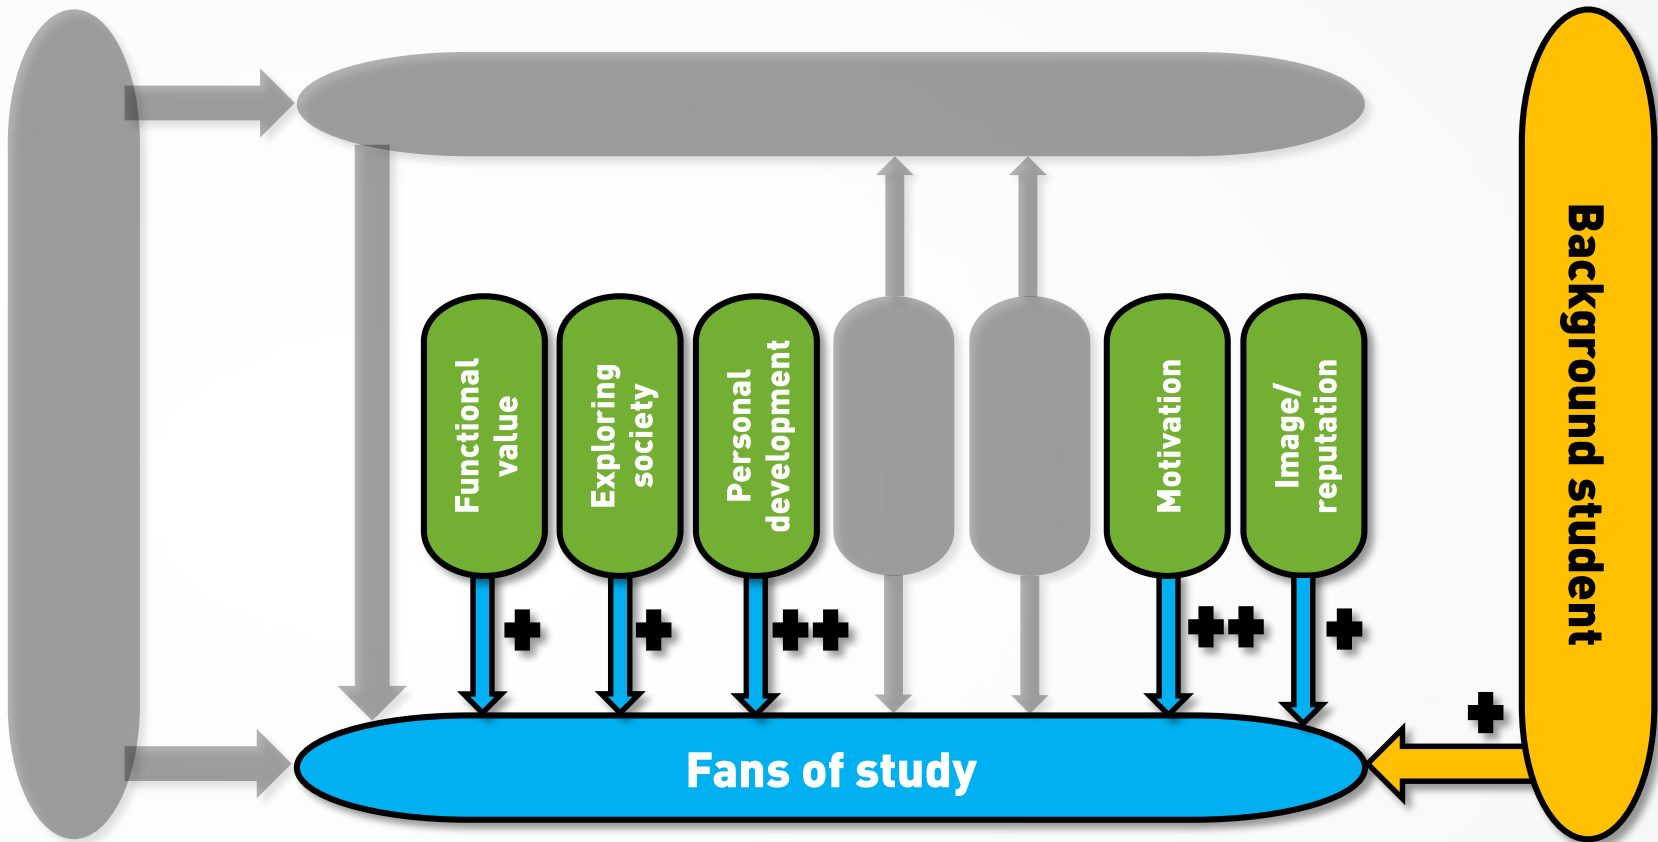 Functional
value
Exploring
society
Personal
development
Motivation
Image/
reputation
Background student
+
+
++
++
+
+
Fans of study